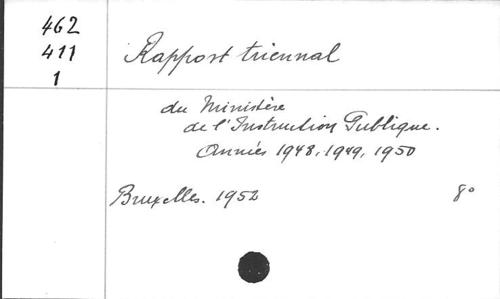 462
411
1
Rapport triennal
du Ministère
de l'Instruction Publique.
Années 1948, 1949, 1950
Bruxelles. 1952 8°